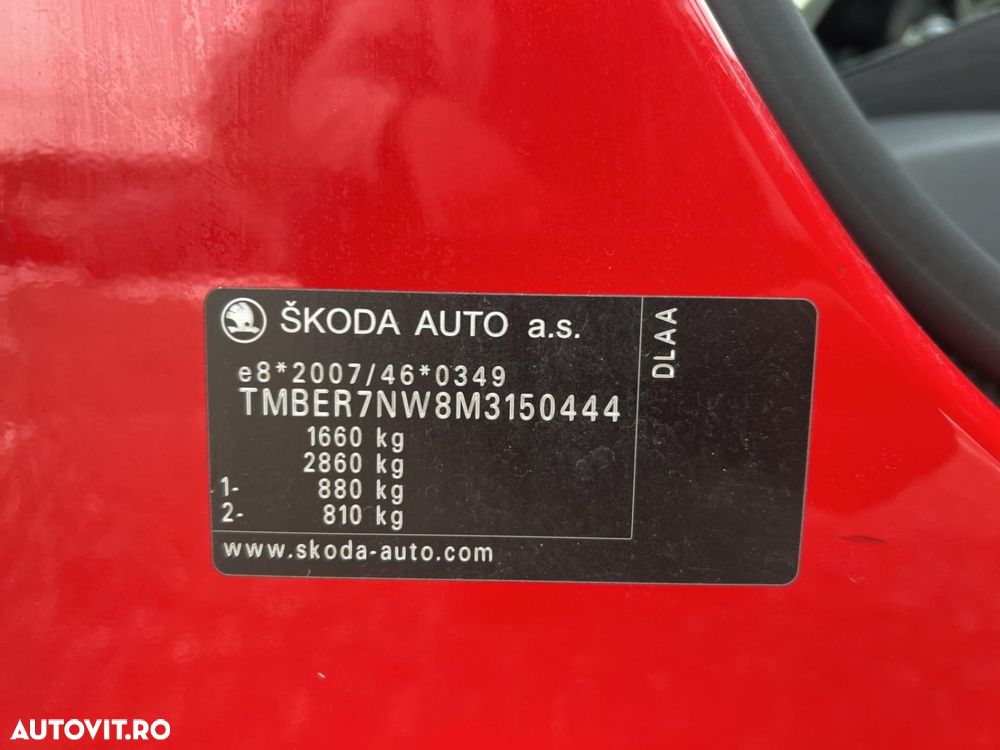 ŠKODA AUTO a.s.
e8*2007/46*0349
TMBER7NW8M3150444
1660 kg
2860 kg
1- 880 kg
2- 810 kg
www.skoda-auto.com
DLAA
AUTOVIT.RO